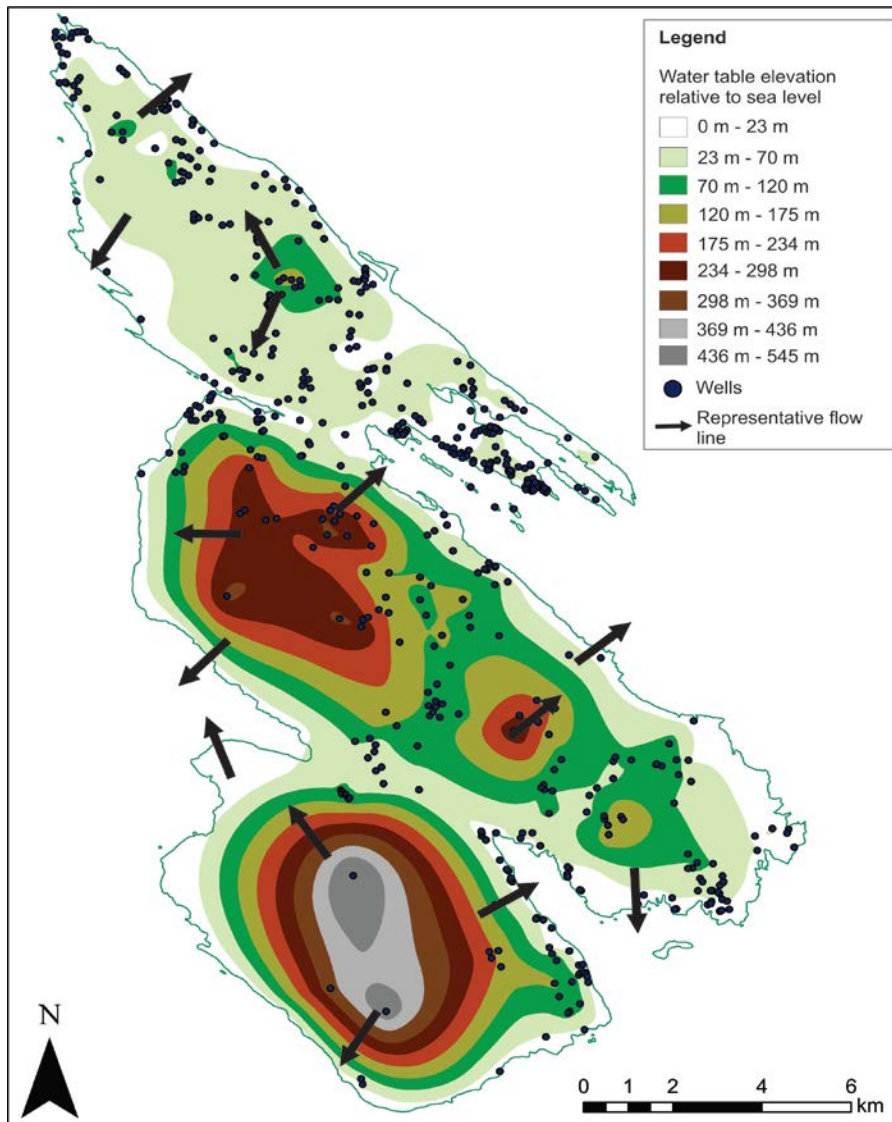 Legend
Water table elevation
relative to sea level
0 m - 23 m
23 m - 70 m
70 m - 120 m
120 m - 175 m
175 m - 234 m
234 - 298 m
298 m - 369 m
369 m - 436 m
436 m - 545 m
Wells
Representative flow
line
N
0 1 2 4 6
km